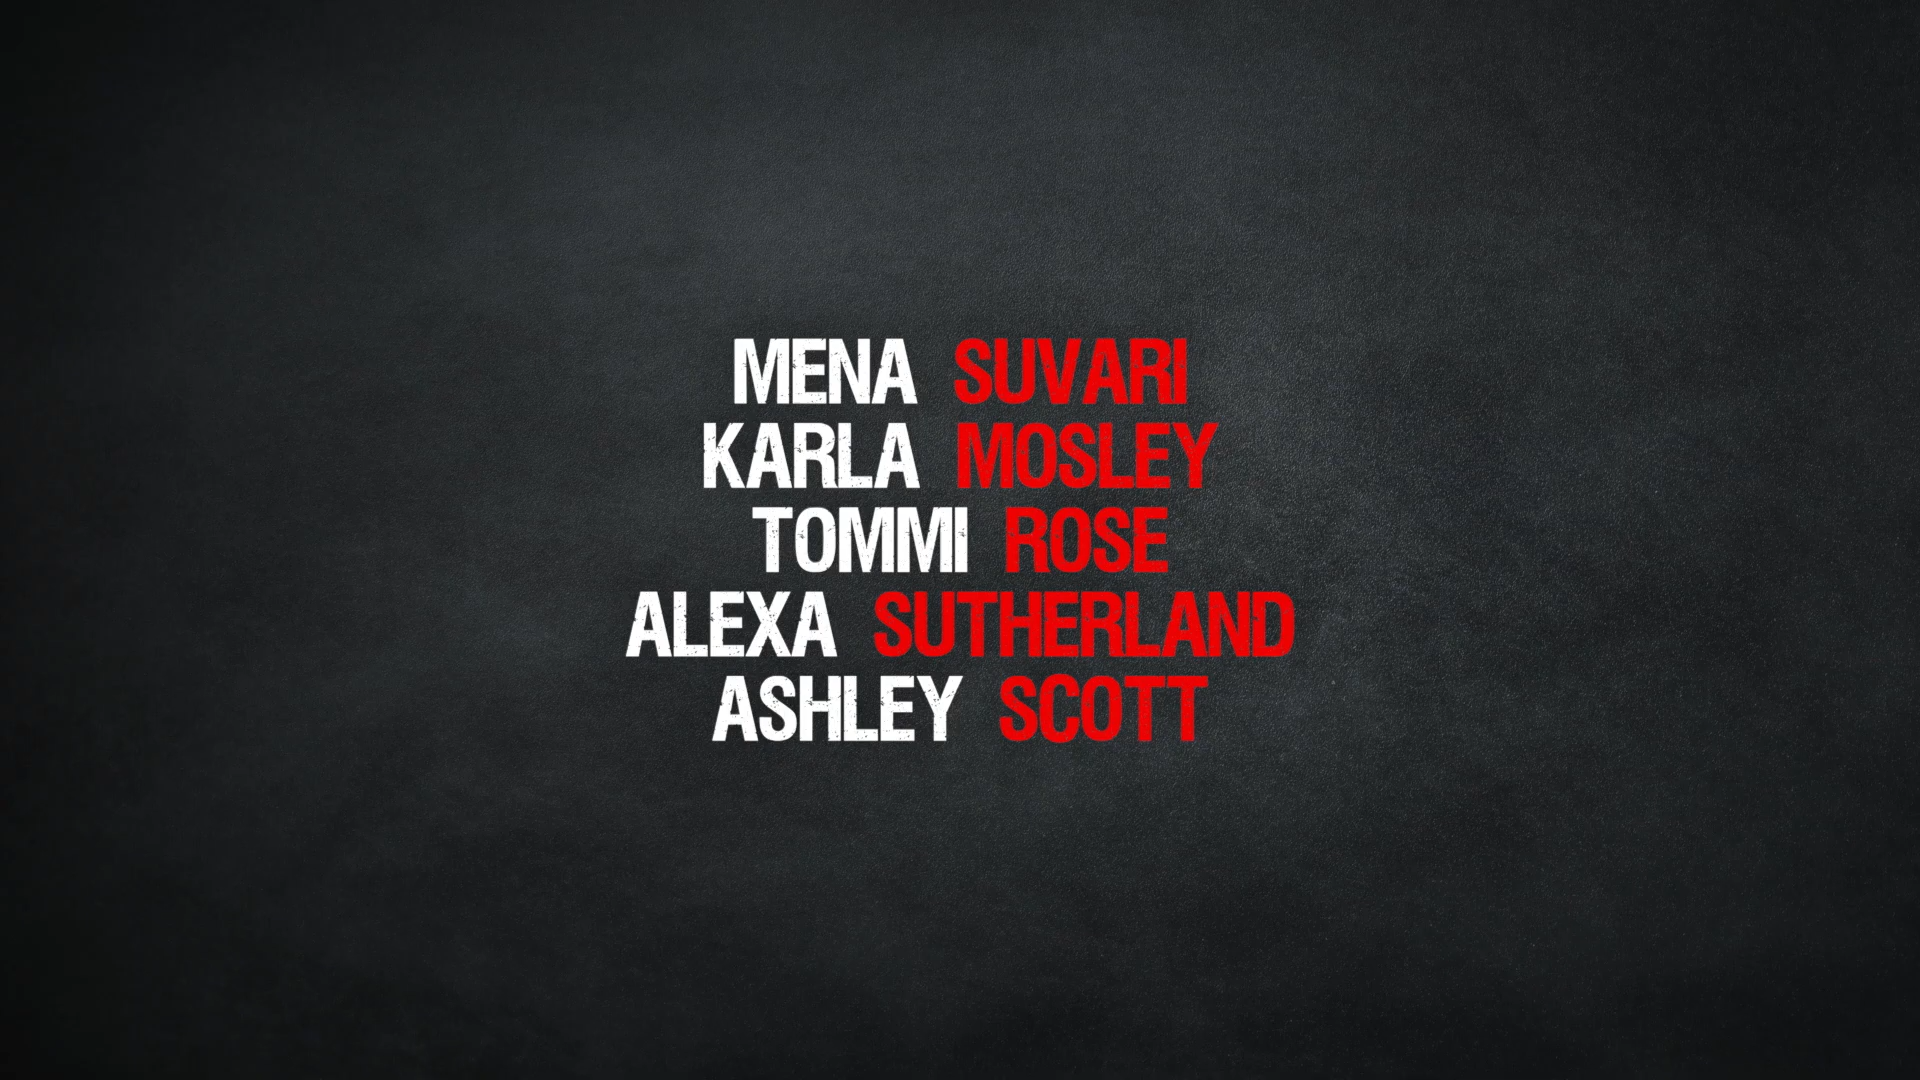 MENA SUVARI
KARLA MOSLEY
TOMMI ROSE
ALEXA SUTHERLAND
ASHLEY SCOTT